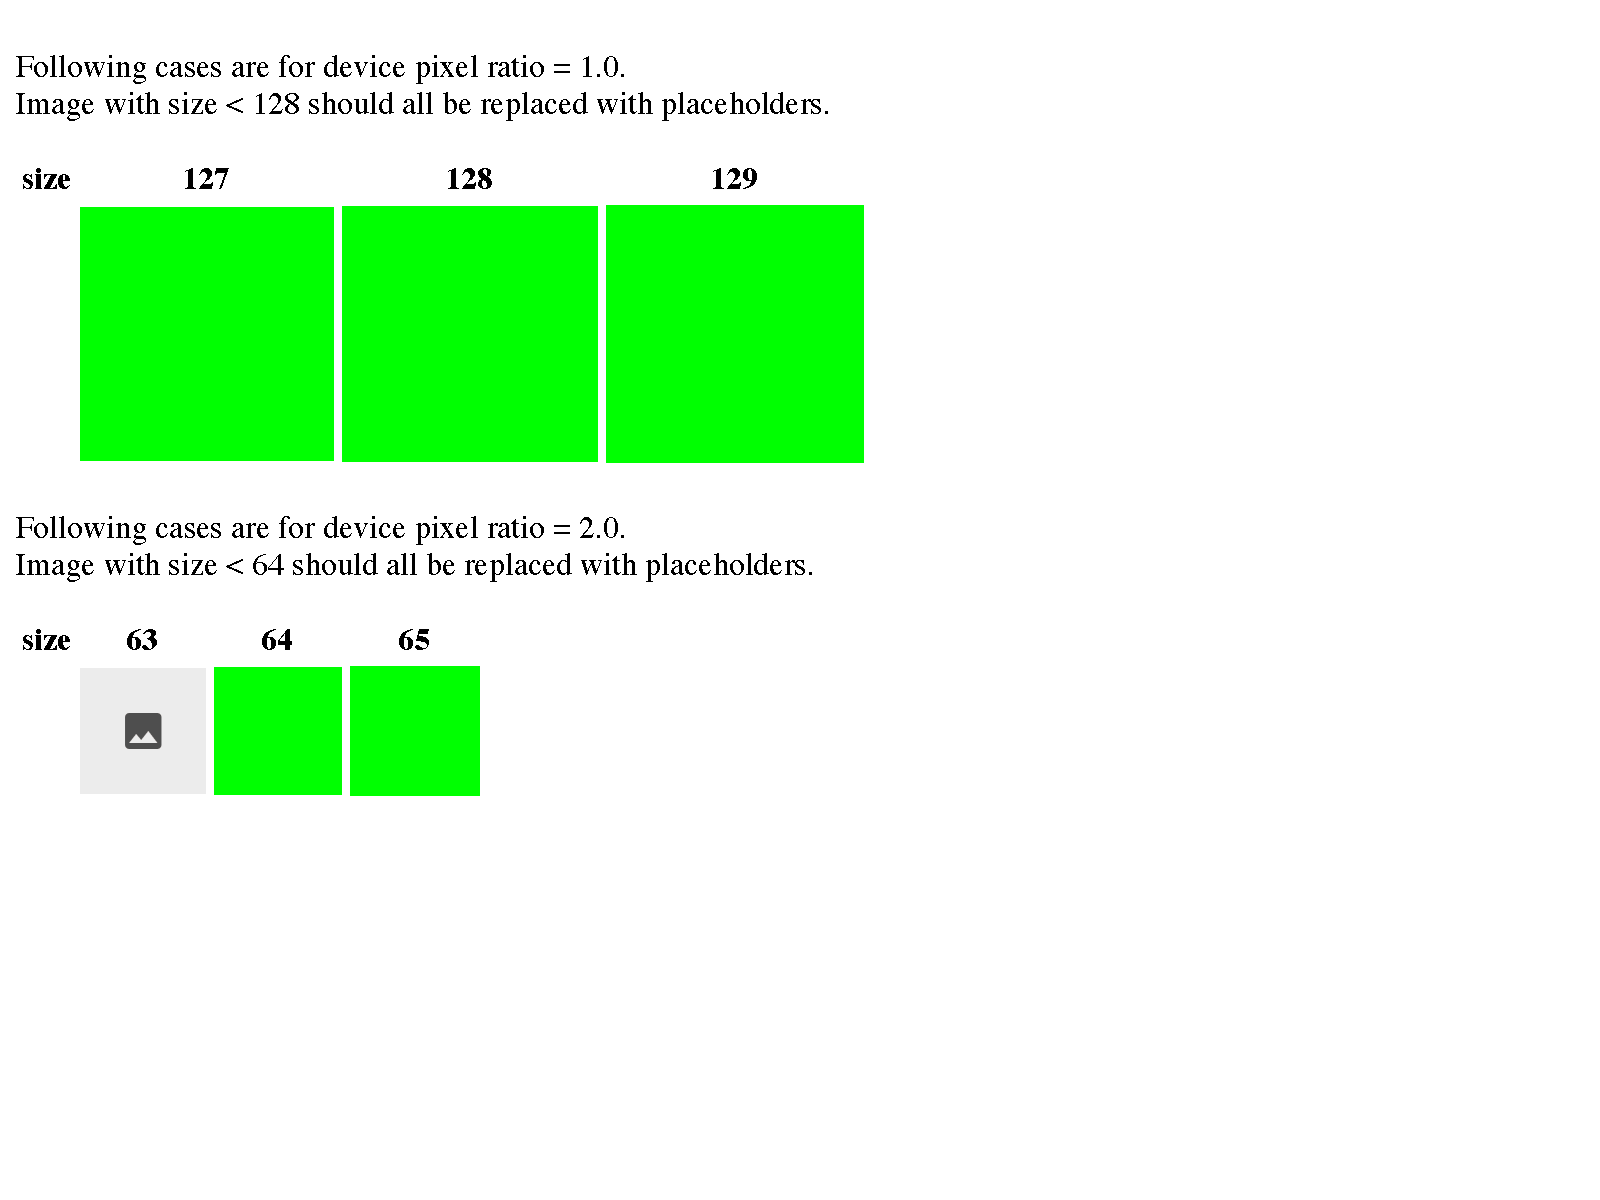 Following cases are for device pixel ratio = 1.0.
Image with size < 128 should all be replaced with placeholders.
size 127 128 129
Following cases are for device pixel ratio = 2.0.
Image with size < 64 should all be replaced with placeholders.
size 63 64 65